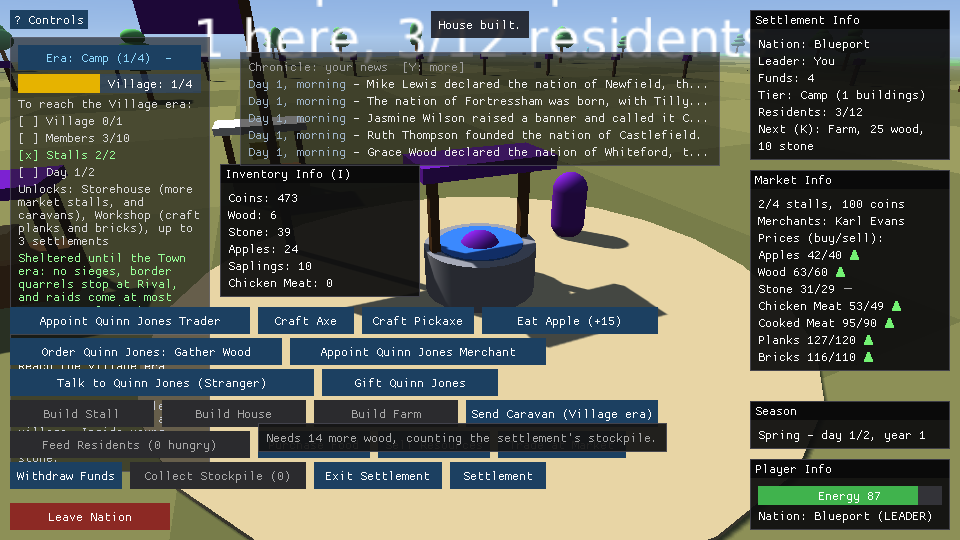 ? Controls
House built.
1 here, 3/12 residents
Era: Camp (1/4) –
Village: 1/4
To reach the Village era:
[ ] Village 0/1
[ ] Members 3/10
[x] Stalls 2/2
[ ] Day 1/2
Unlocks: Storehouse (more
market stalls, and
caravans), Workshop (craft
planks and bricks), up to
3 settlements
Sheltered until the Town
era: no sieges, border
quarrels stop at Rival,
and raids come at most
Chronicle: your news [Y: more]
Day 1, morning – Mike Lewis declared the nation of Newfield, th...
Day 1, morning – The nation of Fortressham was born, with Tilly...
Day 1, morning – Jasmine Wilson raised a banner and called it C...
Day 1, morning – Ruth Thompson founded the nation of Castlefield.
Day 1, morning – Grace Wood declared the nation of Whiteford, t...
Inventory Info (I)
Coins: 473
Wood: 6
Stone: 39
Apples: 24
Saplings: 10
Chicken Meat: 0
Appoint Quinn Jones Trader
Craft Axe
Craft Pickaxe
Eat Apple (+15)
Order Quinn Jones: Gather Wood
Appoint Quinn Jones Merchant
Talk to Quinn Jones (Stranger)
Gift Quinn Jones
Build Stall
Build House
Build Farm
Send Caravan (Village era)
Feed Residents (0 hungry)
Needs 14 more wood, counting the settlement's stockpile.
stone.
Withdraw Funds
Collect Stockpile (0)
Exit Settlement
Settlement
Leave Nation
Settlement Info
Nation: Blueport
Leader: You
Funds: 4
Tier: Camp (1 buildings)
Residents: 3/12
Next (K): Farm, 25 wood,
10 stone
Market Info
2/4 stalls, 100 coins
Merchants: Karl Evans
Prices (buy/sell):
Apples 42/40
Wood 63/60
Stone 31/29 –
Chicken Meat 53/49
Cooked Meat 95/90
Planks 127/120
Bricks 116/110
Season
Spring – day 1/2, year 1
Player Info
Energy 87
Nation: Blueport (LEADER)